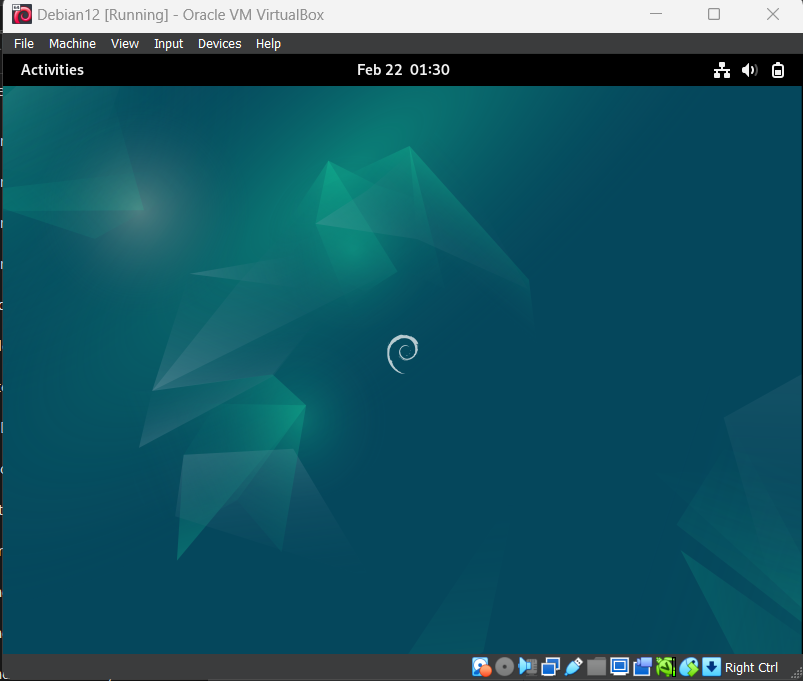 Debian12 [Running] - Oracle VM VirtualBox
File Machine View Input Devices Help
Activities Feb 22 01:30
Right Ctrl